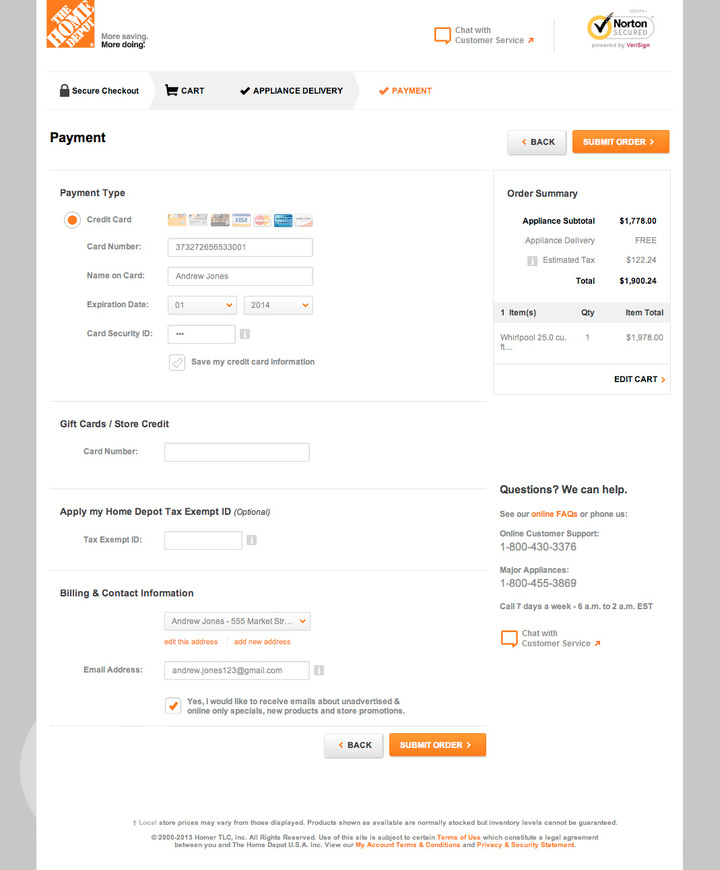 THE HOME DEPOT
More saving.
More doing.
Chat with
Customer Service
Norton
SECURED
powered by VeriSign
Secure Checkout
CART
APPLIANCE DELIVERY
PAYMENT
Payment
BACK
SUBMIT ORDER
Payment Type
Credit Card
VISA
Card Number:
373272656533001
Name on Card:
Andrew Jones
Expiration Date:
01
2014
Card Security ID:
•••
Save my credit card information
Order Summary
Appliance Subtotal $1,778.00
Appliance Delivery FREE
Estimated Tax $122.24
Total $1,900.24
1 Item(s) Qty Item Total
Whirlpool 25.0 cu. 1 $1,978.00
ft....
EDIT CART
Gift Cards / Store Credit
Card Number:
Apply my Home Depot Tax Exempt ID (Optional)
Tax Exempt ID:
Questions? We can help.
See our online FAQs or phone us:
Online Customer Support:
1-800-430-3376
Major Appliances:
1-800-455-3869
Call 7 days a week - 6 a.m. to 2 a.m. EST
Chat with
Customer Service
Billing & Contact Information
Andrew Jones - 555 Market Str...
edit this address
add new address
Email Address:
andrew.jones123@gmail.com
Yes, I would like to receive emails about unadvertised &
online only specials, new products and store promotions.
BACK
SUBMIT ORDER
† Local store prices may vary from those displayed. Products shown as available are normally stocked but inventory levels cannot be guaranteed.
© 2000-2013 Homer TLC, Inc. All Rights Reserved. Use of this site is subject to certain Terms of Use which constitute a legal agreement
between you and The Home Depot U.S.A. Inc. View our My Account Terms & Conditions and Privacy & Security Statement.